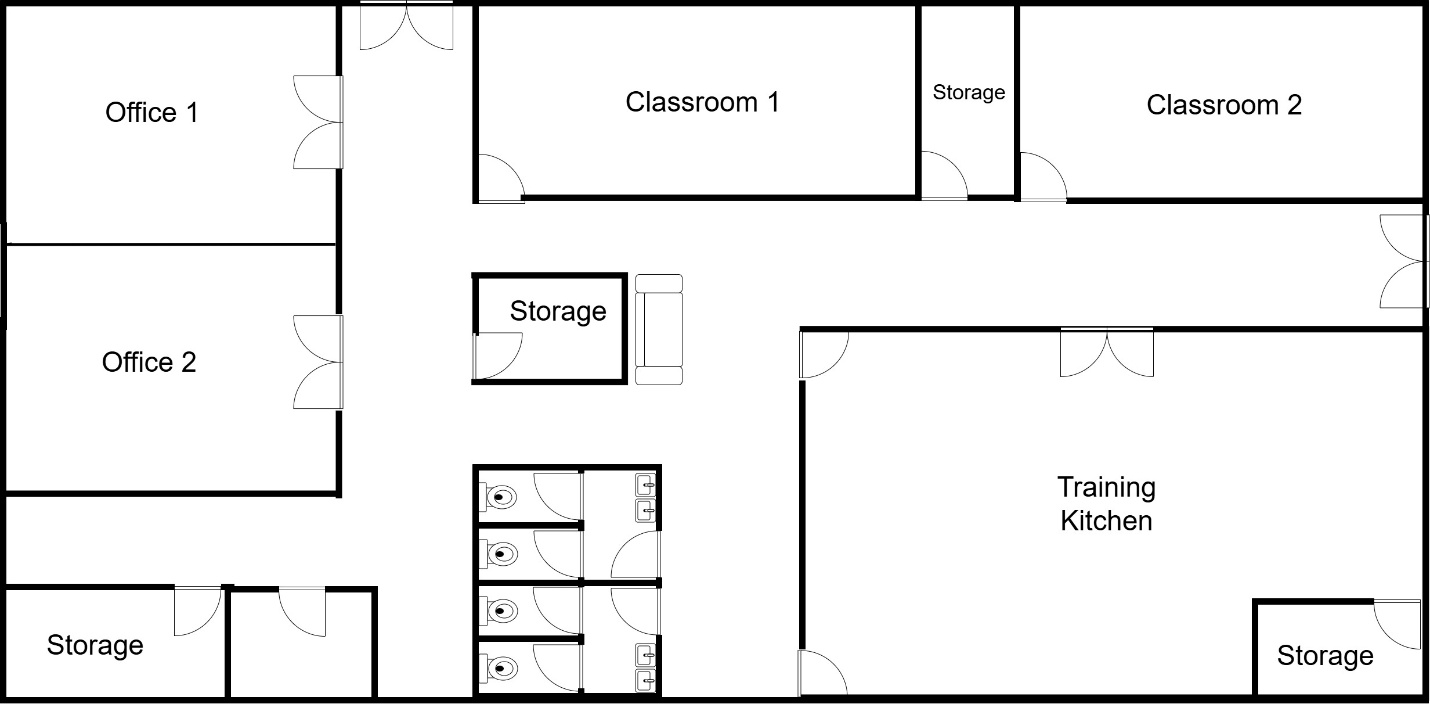 Office 1
Classroom 1
Storage
Classroom 2
Storage
Office 2
Training
Kitchen
Storage
Storage